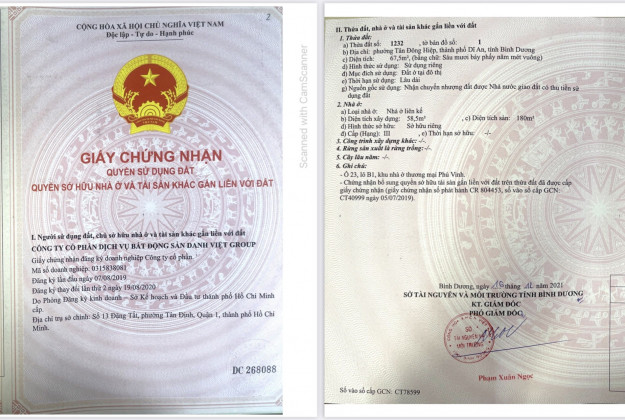 2
CỘNG HÒA XÃ HỘI CHỦ NGHĨA VIỆT NAM
Độc lập - Tự do - Hạnh phúc
GIẤY CHỨNG NHẬN
QUYỀN SỬ DỤNG ĐẤT
QUYỀN SỞ HỮU NHÀ Ở VÀ TÀI SẢN KHÁC GẮN LIỀN VỚI ĐẤT
I. Người sử dụng đất, chủ sở hữu nhà ở và tài sản khác gắn liền với đất
CÔNG TY CỔ PHẦN DỊCH VỤ BẤT ĐỘNG SẢN DANH VIỆT GROUP
Giấy chứng nhận đăng ký doanh nghiệp Công ty cổ phần.
Mã số doanh nghiệp: 0315838081
Đăng ký lần đầu ngày 07/08/2019
Đăng ký thay đổi lần thứ 2 ngày 19/08/2020
Do Phòng Đăng ký kinh doanh – Sở Kế hoạch và Đầu tư thành phố Hồ Chí Minh
cấp.
Địa chỉ trụ sở chính: Số 13 Đặng Tất, phường Tân Định, Quận 1, thành phố Hồ Chí
Minh.
DC 268088
Scanned with CamScanner
II. Thửa đất, nhà ở và tài sản khác gắn liền với đất
1. Thửa đất:
a) Thửa đất số: 1232, tờ bản đồ số: 1
b) Địa chỉ: phường Tân Đông Hiệp, thành phố Dĩ An, tỉnh Bình Dương
c) Diện tích: 67,5m², (bằng chữ: Sáu mươi bảy phẩy năm mét vuông)
d) Hình thức sử dụng: Sử dụng riêng
đ) Mục đích sử dụng: Đất ở tại đô thị
e) Thời hạn sử dụng: Lâu dài
g) Nguồn gốc sử dụng: Nhận chuyển nhượng đất được Nhà nước giao đất có thu tiền sử
dụng đất
2. Nhà ở:
a) Loại nhà ở: Nhà ở liên kế
b) Diện tích xây dựng: 58,5m², c) Diện tích sàn: 180m²
d) Hình thức sở hữu: Sở hữu riêng
đ) Cấp (Hạng): III e) Thời hạn sở hữu: -/-
3. Công trình xây dựng khác: -/-
4. Rừng sản xuất là rừng trồng: -/-
5. Cây lâu năm: -/-
6. Ghi chú:
- Ô 23, lô B1, khu nhà ở thương mại Phú Vinh.
- Chứng nhận bổ sung quyền sở hữu tài sản gắn liền với đất trên thửa đất đã được cấp
giấy chứng nhận (giấy chứng nhận số phát hành CR 804453, số vào sổ cấp GCN:
CT40999 ngày 05/07/2019).
Bình Dương, ngày tháng 2021
SỞ TÀI NGUYÊN VÀ MÔI TRƯỜNG TỈNH BÌNH DƯƠNG
KT. GIÁM ĐỐC
PHÓ GIÁM ĐỐC
SỞ
TÀI NGUYÊN VÀ
MÔI TRƯỜNG
Phạm Xuân Ngọc
Số vào sổ cấp GCN: CT78599